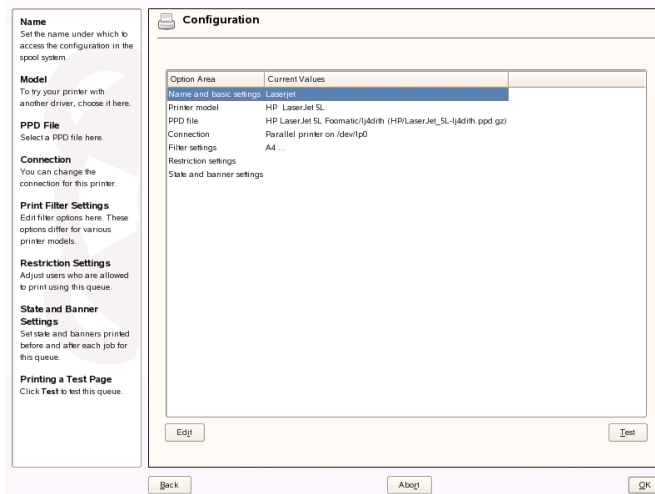 Name
Set the name under which to
access the configuration in the
spool system.
Model
To try your printer with
another driver, choose it here.
PPD File
Select a PPD file here.
Connection
You can change the
connection for this printer.
Print Filter Settings
Edit filter options here. These
options differ for various
printer models.
Restriction Settings
Adjust users who are allowed
to print using this queue.
State and Banner
Settings
Set state and banners printed
before and after each job for
this queue.
Printing a Test Page
Click Test to test this queue.
Configuration
Option Area Current Values
Name and basic settings Laserjet
Printer model HP LaserJet 5L
PPD file HP LaserJet 5L Foomatic/lj4dith (HP/LaserJet_5L-lj4dith.ppd.gz)
Connection Parallel printer on /dev/lp0
Filter settings A4 ...
Restriction settings
State and banner settings
Edit Test
Back Abort OK